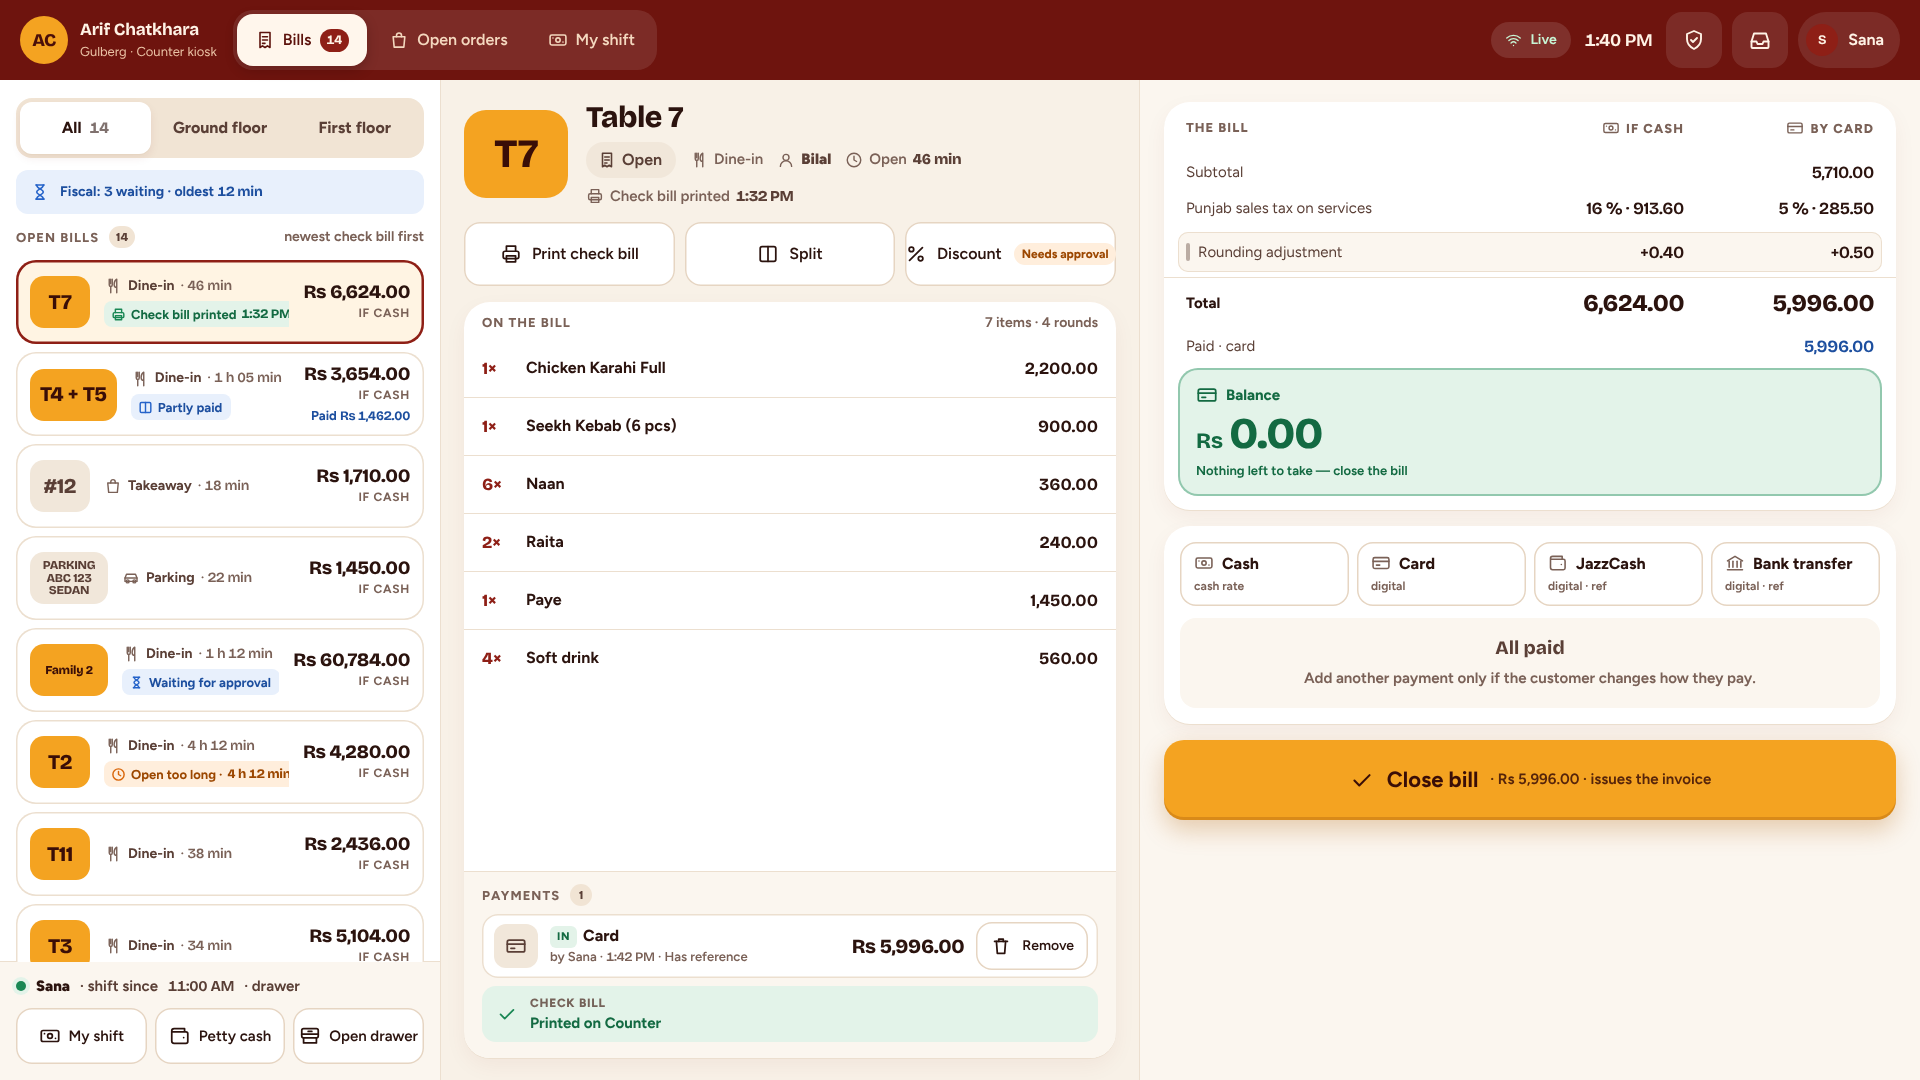 AC
Arif Chatkhara
Gulberg · Counter kiosk
Bills 14
Open orders
My shift
Live
1:40 PM
S
Sana
All 14
Ground floor
First floor
Fiscal: 3 waiting · oldest 12 min
OPEN BILLS 14
newest check bill first
T7
Dine-in · 46 min
Check bill printed 1:32 PM
Rs 6,624.00
IF CASH
T4 + T5
Dine-in · 1 h 05 min
Partly paid
Rs 3,654.00
IF CASH
Paid Rs 1,462.00
#12
Takeaway · 18 min
Rs 1,710.00
IF CASH
PARKING
ABC 123
SEDAN
Parking · 22 min
Rs 1,450.00
IF CASH
Family 2
Dine-in · 1 h 12 min
Waiting for approval
Rs 60,784.00
IF CASH
T2
Dine-in · 4 h 12 min
Open too long · 4 h 12 min
Rs 4,280.00
IF CASH
T11
Dine-in · 38 min
Rs 2,436.00
IF CASH
T3
Dine-in · 34 min
Rs 5,104.00
IF CASH
Sana · shift since 11:00 AM · drawer
My shift
Petty cash
Open drawer
T7
Table 7
Open
Dine-in
Bilal
Open 46 min
Check bill printed 1:32 PM
Print check bill
Split
Discount
Needs approval
ON THE BILL
7 items · 4 rounds
1× Chicken Karahi Full 2,200.00
1× Seekh Kebab (6 pcs) 900.00
6× Naan 360.00
2× Raita 240.00
1× Paye 1,450.00
4× Soft drink 560.00
PAYMENTS 1
IN Card
by Sana · 1:42 PM · Has reference
Rs 5,996.00
Remove
CHECK BILL
Printed on Counter
THE BILL
IF CASH
BY CARD
Subtotal 5,710.00
Punjab sales tax on services 16 % · 913.60 5 % · 285.50
Rounding adjustment +0.40 +0.50
Total 6,624.00 5,996.00
Paid · card 5,996.00
Balance
Rs 0.00
Nothing left to take — close the bill
Cash
cash rate
Card
digital
JazzCash
digital · ref
Bank transfer
digital · ref
All paid
Add another payment only if the customer changes how they pay.
Close bill · Rs 5,996.00 · issues the invoice